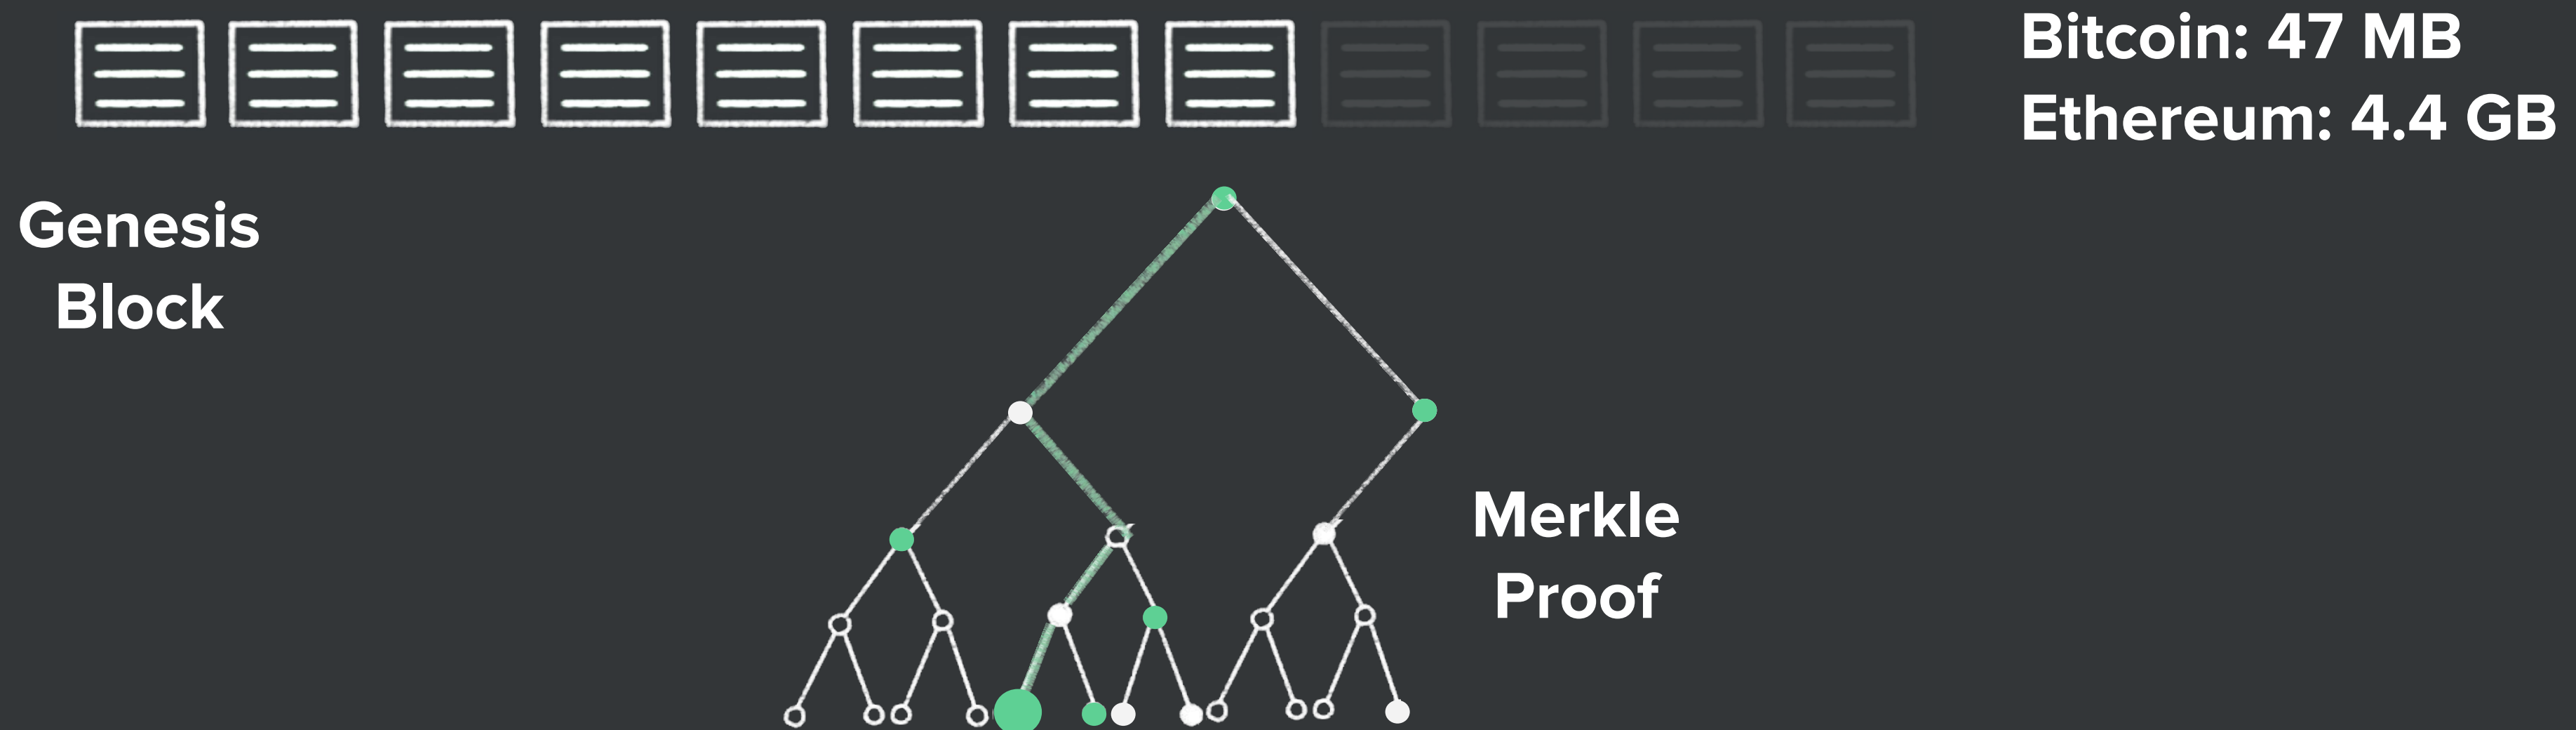 Bitcoin: 47 MB
Ethereum: 4.4 GB
Genesis
Block
Merkle
Proof